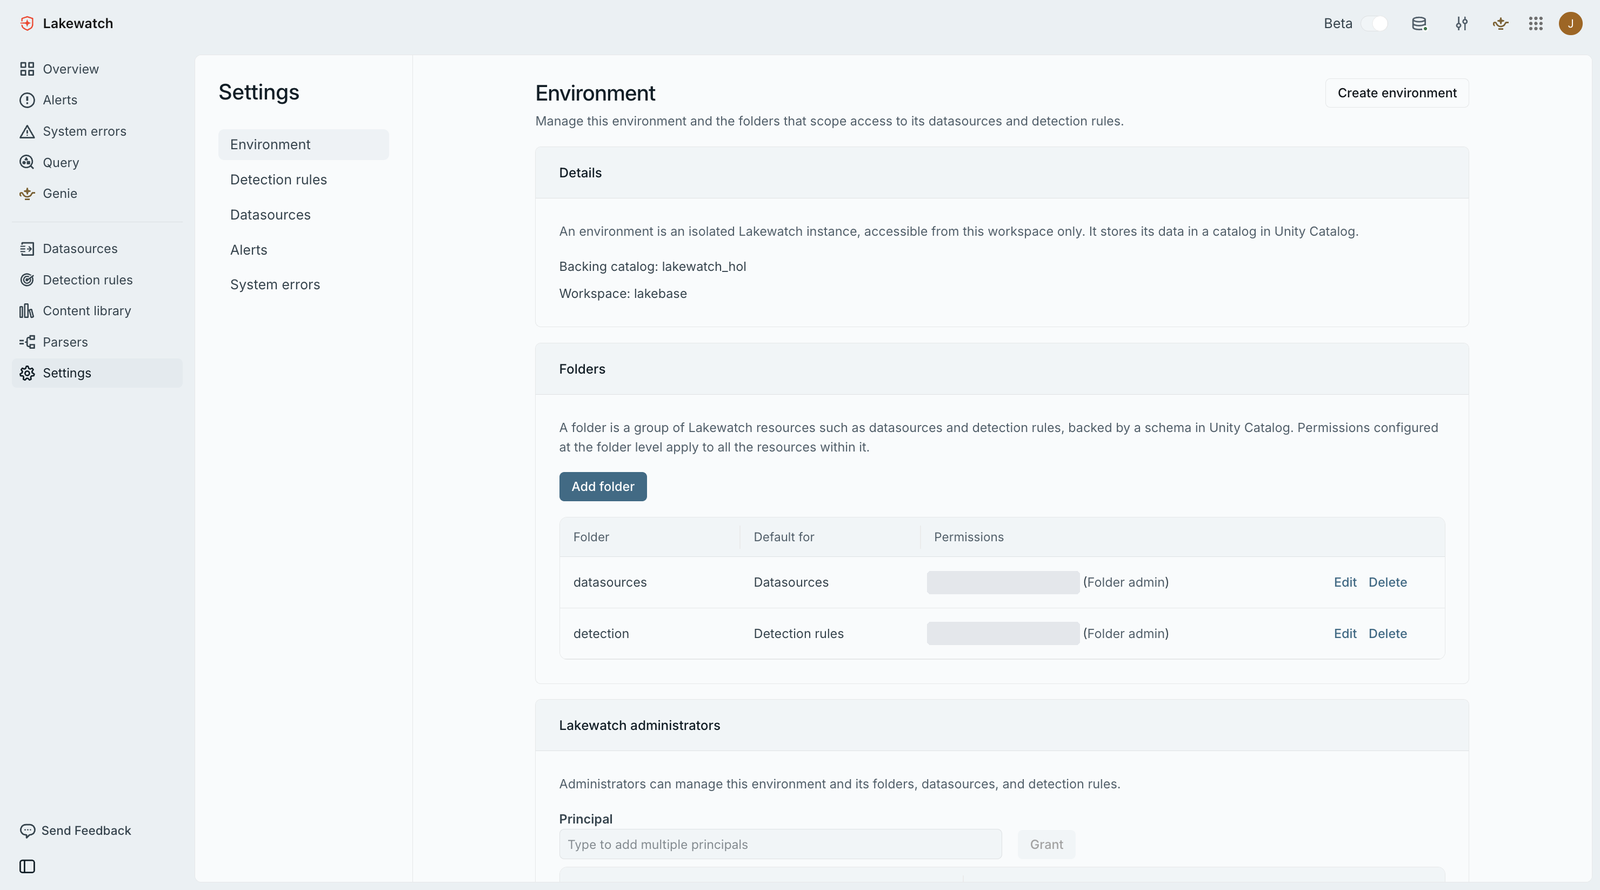 Lakewatch
Beta
J
Overview
Alerts
System errors
Query
Genie
Datasources
Detection rules
Content library
Parsers
Settings
Send Feedback
Settings
Environment
Detection rules
Datasources
Alerts
System errors
Environment
Create environment
Manage this environment and the folders that scope access to its datasources and detection rules.
Details
An environment is an isolated Lakewatch instance, accessible from this workspace only. It stores its data in a catalog in Unity Catalog.
Backing catalog: lakewatch_hol
Workspace: lakebase
Folders
A folder is a group of Lakewatch resources such as datasources and detection rules, backed by a schema in Unity Catalog. Permissions configured
at the folder level apply to all the resources within it.
Add folder
Folder Default for Permissions
datasources Datasources (Folder admin) Edit Delete
detection Detection rules (Folder admin) Edit Delete
Lakewatch administrators
Administrators can manage this environment and its folders, datasources, and detection rules.
Principal
Type to add multiple principals
Grant